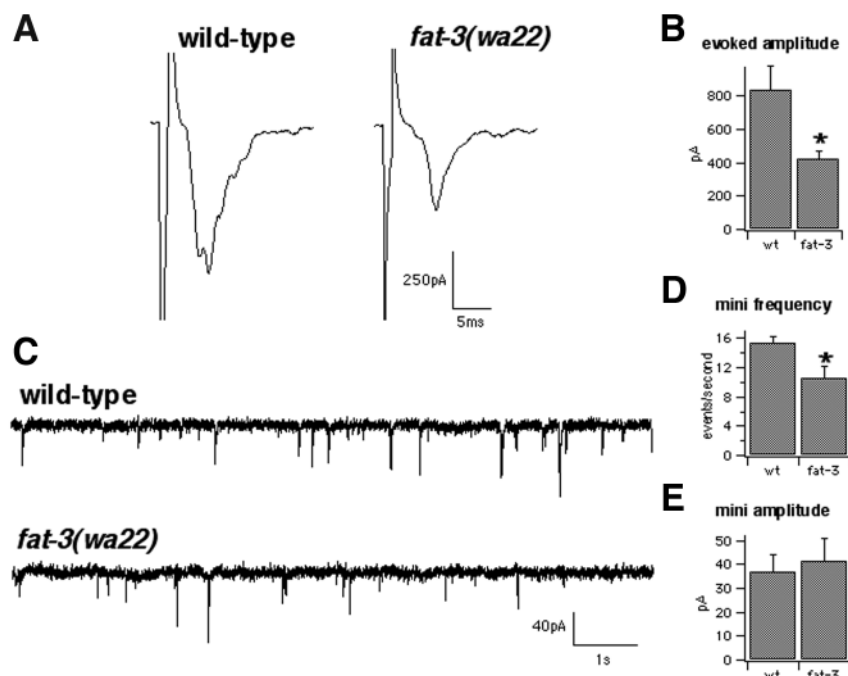 A
wild-type
fat-3(wa22)
250pA
5ms
B
evoked amplitude
pA
800
600
400
200
0
*
wt
fat-3
C
wild-type
fat-3(wa22)
40pA
1s
D
mini frequency
events/second
16
12
8
4
0
*
wt
fat-3
E
mini amplitude
pA
50
40
30
20
10
0
wt
fat-3